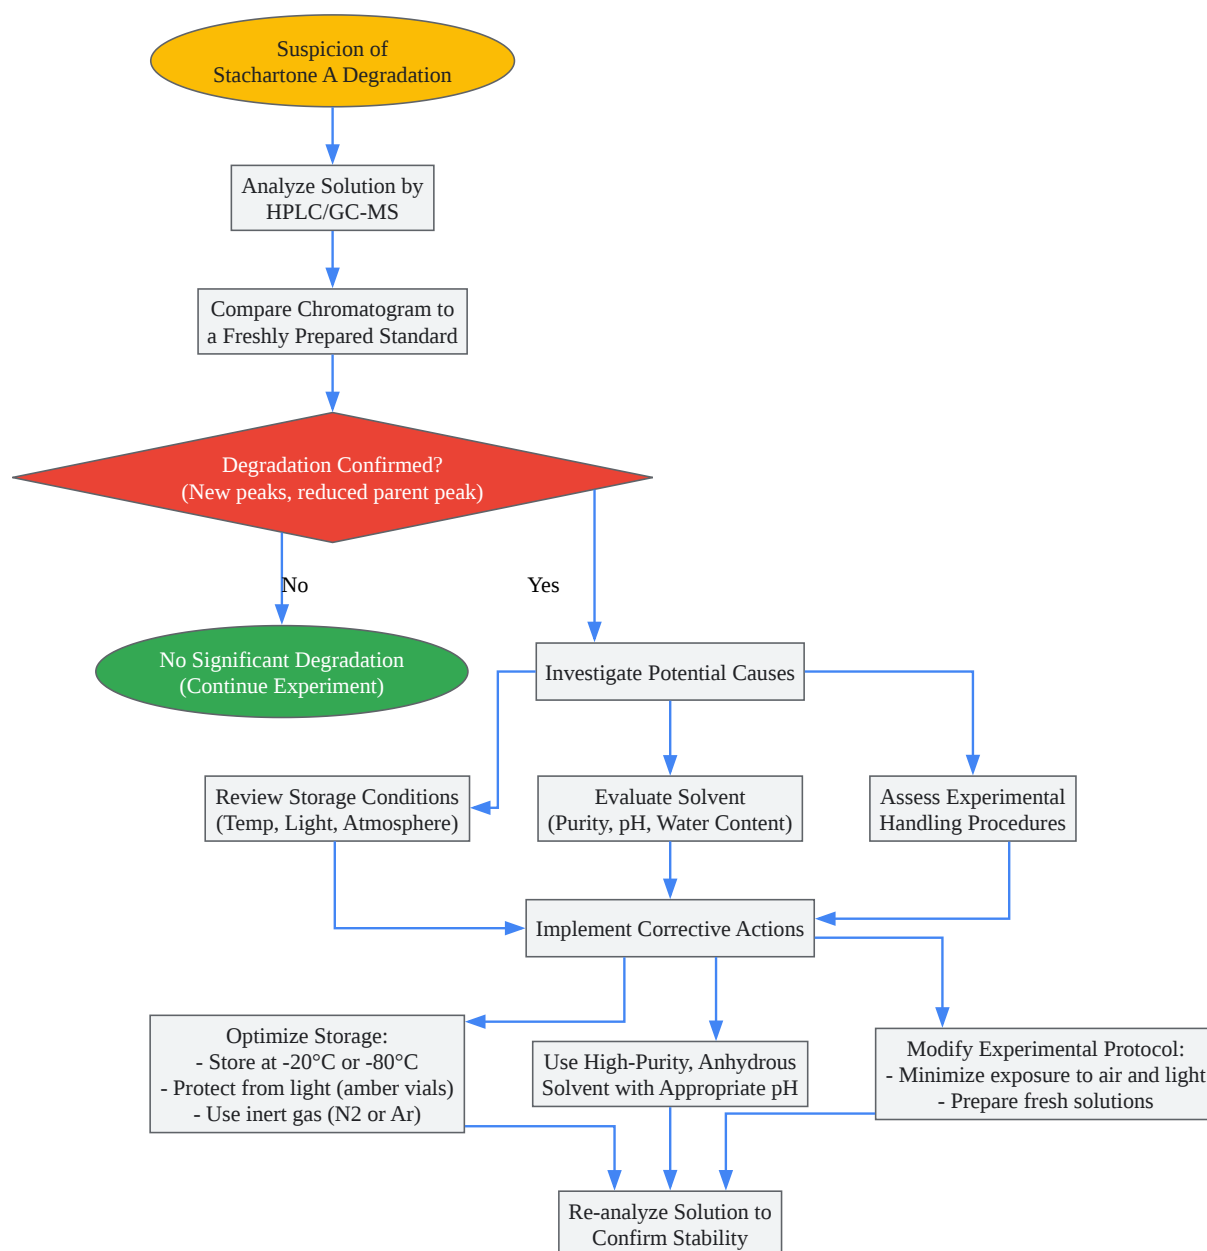 Suspicion of
Stachartone A Degradation
Analyze Solution by
HPLC/GC-MS
Compare Chromatogram to
a Freshly Prepared Standard
Degradation Confirmed?
(New peaks, reduced parent peak)
No
Yes
No Significant Degradation
(Continue Experiment)
Investigate Potential Causes
Review Storage Conditions
(Temp, Light, Atmosphere)
Evaluate Solvent
(Purity, pH, Water Content)
Assess Experimental
Handling Procedures
Implement Corrective Actions
Optimize Storage:
- Store at -20°C or -80°C
- Protect from light (amber vials)
- Use inert gas (N2 or Ar)
Use High-Purity, Anhydrous
Solvent with Appropriate pH
Modify Experimental Protocol:
- Minimize exposure to air and light
- Prepare fresh solutions
Re-analyze Solution to
Confirm Stability